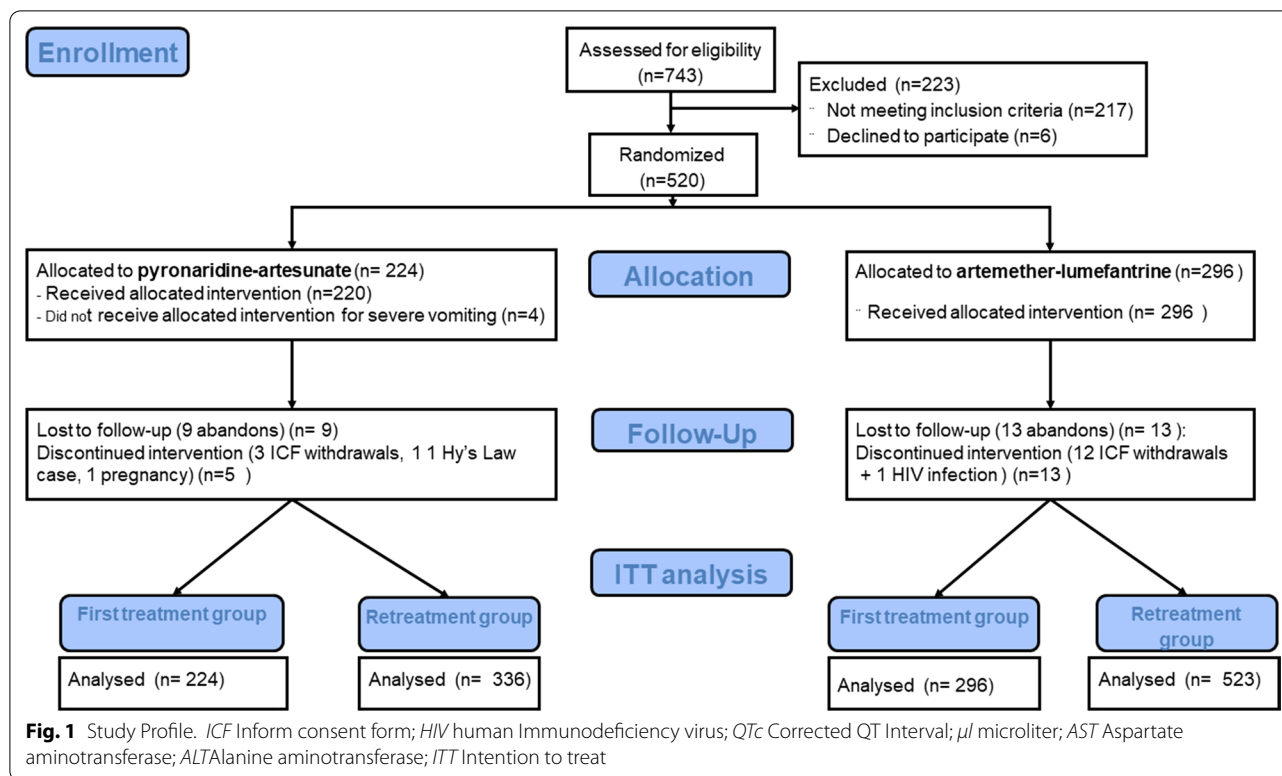 Enrollment
Assessed for eligibility
(n=743)
Excluded (n=223)
¨ Not meeting inclusion criteria (n=217)
¨ Declined to participate (n=6)
Randomized
(n=520)
Allocated to pyronaridine-artesunate (n= 224)
- Received allocated intervention (n=220)
- Did not receive allocated intervention for severe vomiting (n=4)
Allocation
Allocated to artemether-lumefantrine (n=296 )
¨ Received allocated intervention (n= 296 )
Lost to follow-up (9 abandons) (n= 9)
Discontinued intervention (3 ICF withdrawals, 1 1 Hy's Law
case, 1 pregnancy) (n=5 )
Follow-Up
Lost to follow-up (13 abandons) (n= 13):
Discontinued intervention (12 ICF withdrawals
+ 1 HIV infection ) (n=13 )
ITT analysis
First treatment group
Retreatment group
First treatment group
Retreatment
group
Analysed (n= 224)
Analysed (n= 336)
Analysed (n= 296)
Analysed (n= 523)
Fig. 1 Study Profile. ICF Inform consent form; HIV human Immunodeficiency virus; QTc Corrected QT Interval; µl microliter; AST Aspartate
aminotransferase; ALTAlanine aminotransferase; ITT Intention to treat